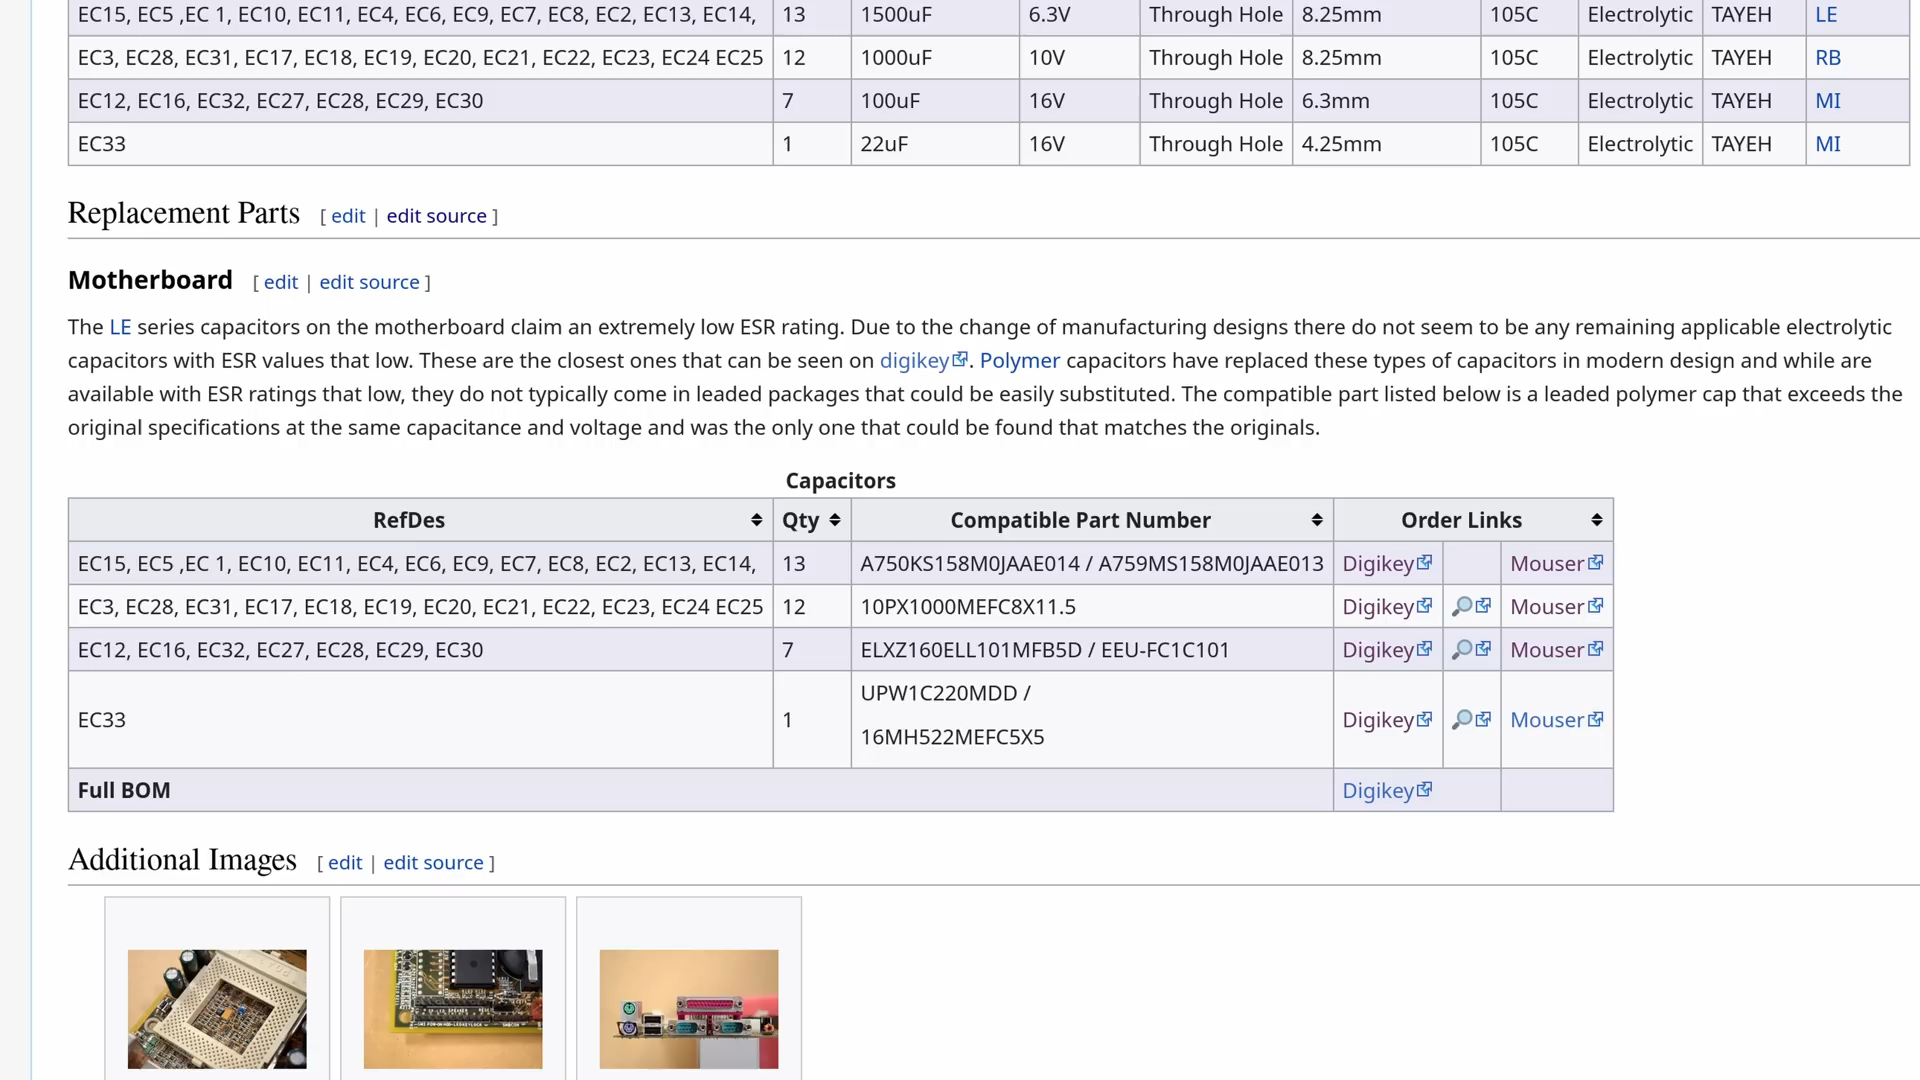 EC15, EC5 ,EC 1, EC10, EC11, EC4, EC6, EC9, EC7, EC8, EC2, EC13, EC14, 13 1500uF 6.3V Through Hole 8.25mm 105C Electrolytic TAYEH LE
EC3, EC28, EC31, EC17, EC18, EC19, EC20, EC21, EC22, EC23, EC24 EC25 12 1000uF 10V Through Hole 8.25mm 105C Electrolytic TAYEH RB
EC12, EC16, EC32, EC27, EC28, EC29, EC30 7 100uF 16V Through Hole 6.3mm 105C Electrolytic TAYEH MI
EC33 1 22uF 16V Through Hole 4.25mm 105C Electrolytic TAYEH MI
Replacement Parts [ edit | edit source ]
Motherboard [ edit | edit source ]
The LE series capacitors on the motherboard claim an extremely low ESR rating. Due to the change of manufacturing designs there do not seem to be any remaining applicable electrolytic
capacitors with ESR values that low. These are the closest ones that can be seen on digikey. Polymer capacitors have replaced these types of capacitors in modern design and while are
available with ESR ratings that low, they do not typically come in leaded packages that could be easily substituted. The compatible part listed below is a leaded polymer cap that exceeds the
original specifications at the same capacitance and voltage and was the only one that could be found that matches the originals.
Capacitors
RefDes Qty Compatible Part Number Order Links
EC15, EC5 ,EC 1, EC10, EC11, EC4, EC6, EC9, EC7, EC8, EC2, EC13, EC14, 13 A750KS158M0JAAE014 / A759MS158M0JAAE013 Digikey Mouser
EC3, EC28, EC31, EC17, EC18, EC19, EC20, EC21, EC22, EC23, EC24 EC25 12 10PX1000MEFC8X11.5 Digikey Mouser
EC12, EC16, EC32, EC27, EC28, EC29, EC30 7 ELXZ160ELL101MFB5D / EEU-FC1C101 Digikey Mouser
UPW1C220MDD /
EC33 1 Digikey Mouser
16MH522MEFC5X5
Full BOM Digikey
Additional Images [ edit | edit source ]